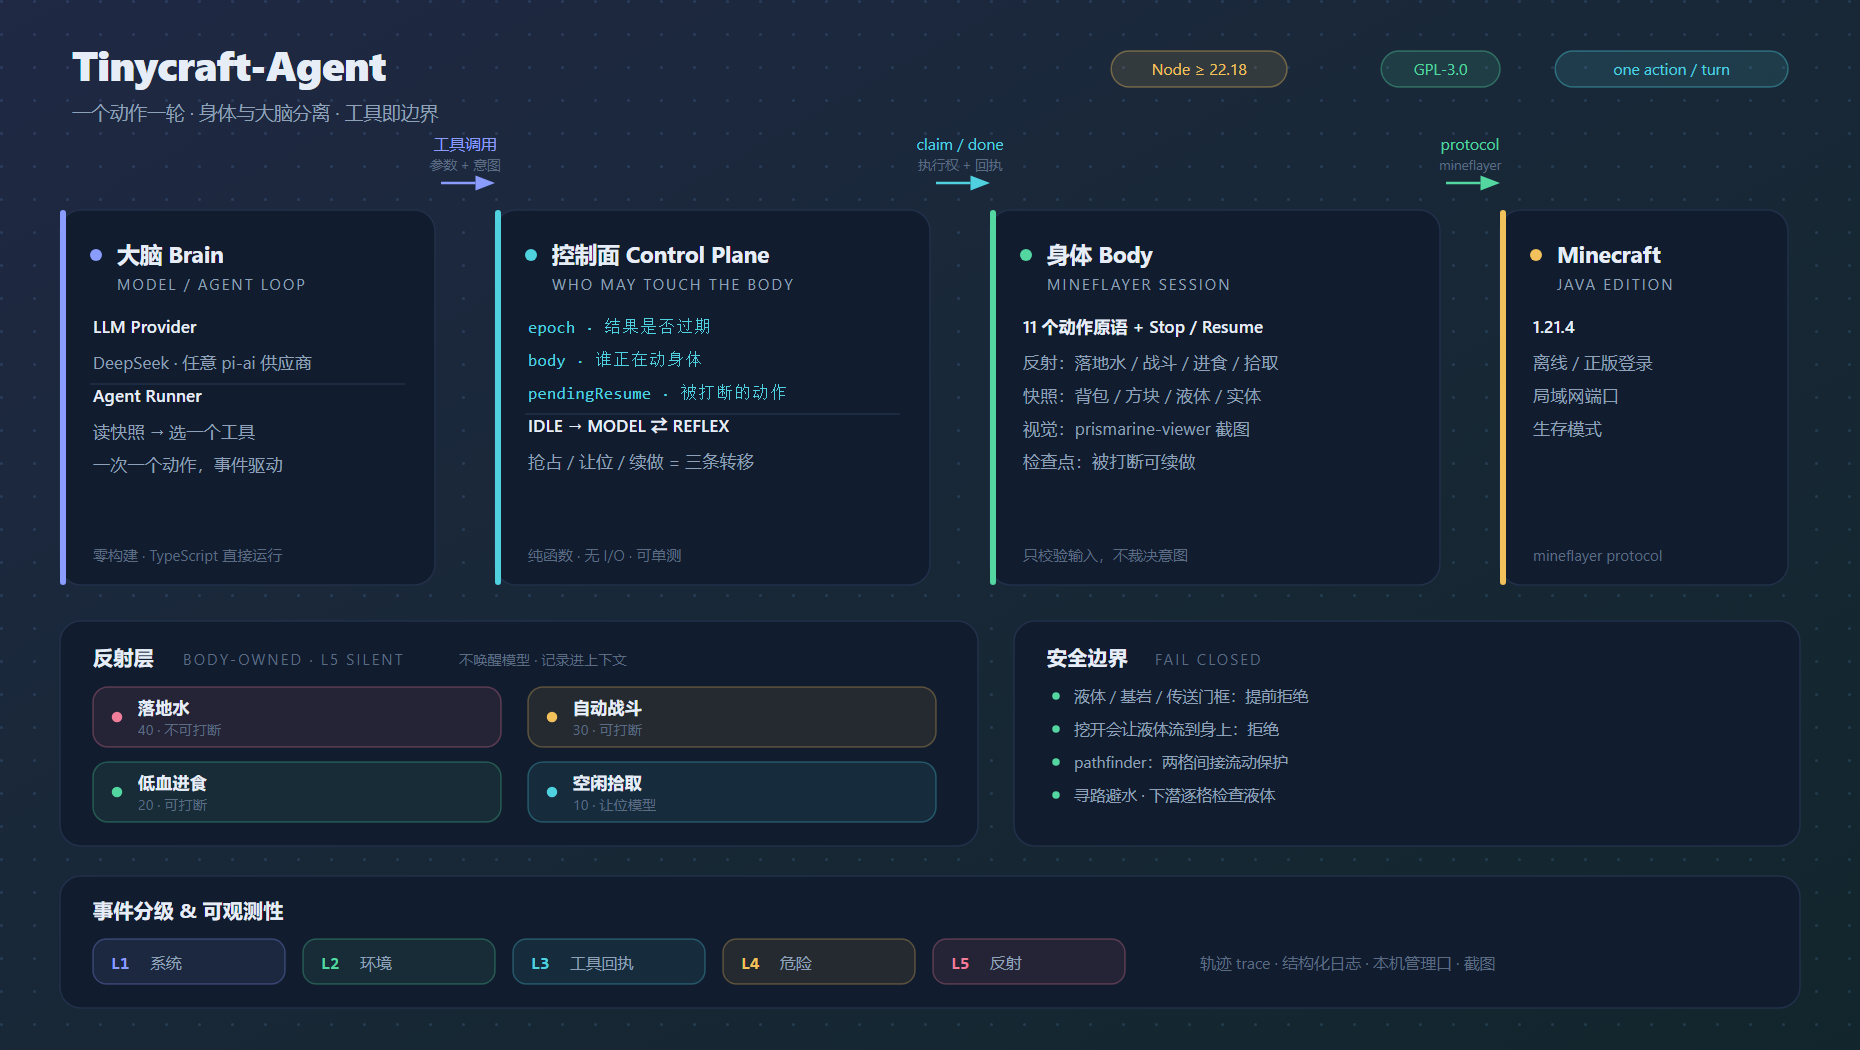 Tinycraft-Agent
一个动作一轮 · 身体与大脑分离 · 工具即边界
Node ≥ 22.18
GPL-3.0
one action / turn
工具调用
参数 + 意图
claim / done
执行权 + 回执
protocol
mineflayer
大脑 Brain
MODEL / AGENT LOOP
LLM Provider
DeepSeek · 任意 pi-ai 供应商
Agent Runner
读快照 → 选一个工具
一次一个动作，事件驱动
零构建 · TypeScript 直接运行
控制面 Control Plane
WHO MAY TOUCH THE BODY
epoch · 结果是否过期
body · 谁正在动身体
pendingResume · 被打断的动作
IDLE → MODEL ⇄ REFLEX
抢占 / 让位 / 续做 = 三条转移
纯函数 · 无 I/O · 可单测
身体 Body
MINEFLAYER SESSION
11 个动作原语 + Stop / Resume
反射：落地水 / 战斗 / 进食 / 拾取
快照：背包 / 方块 / 液体 / 实体
视觉：prismarine-viewer 截图
检查点：被打断可续做
只校验输入，不裁决意图
Minecraft
JAVA EDITION
1.21.4
离线 / 正版登录
局域网端口
生存模式
mineflayer protocol
反射层
BODY-OWNED · L5 SILENT
不唤醒模型 · 记录进上下文
落地水
40 · 不可打断
自动战斗
30 · 可打断
低血进食
20 · 可打断
空闲拾取
10 · 让位模型
安全边界
FAIL CLOSED
液体 / 基岩 / 传送门框：提前拒绝
挖开会让液体流到身上：拒绝
pathfinder：两格间接流动保护
寻路避水 · 下潜逐格检查液体
事件分级 & 可观测性
L1 系统
L2 环境
L3 工具回执
L4 危险
L5 反射
轨迹 trace · 结构化日志 · 本机管理口 · 截图